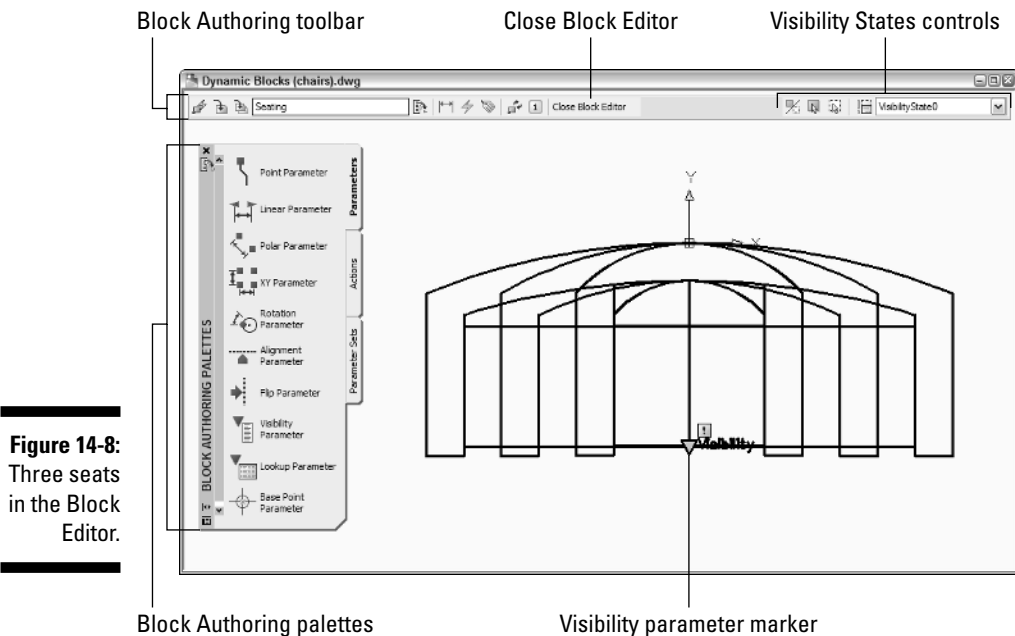 Block Authoring toolbar
Close Block Editor
Visibility States controls
Dynamic Blocks (chairs).dwg
Seating
Close Block Editor
VisibilityState0
Point Parameter
Linear Parameter
Polar Parameter
XY Parameter
Rotation
Parameter
Alignment
Parameter
Flip Parameter
Visibility
Parameter
Lookup Parameter
Base Point
Parameter
Parameters
Actions
Parameter Sets
BLOCK AUTHORING PALETTES
Y
X
!
Visibility
Figure 14-8:
Three seats
in the Block
Editor.
Block Authoring palettes
Visibility parameter marker